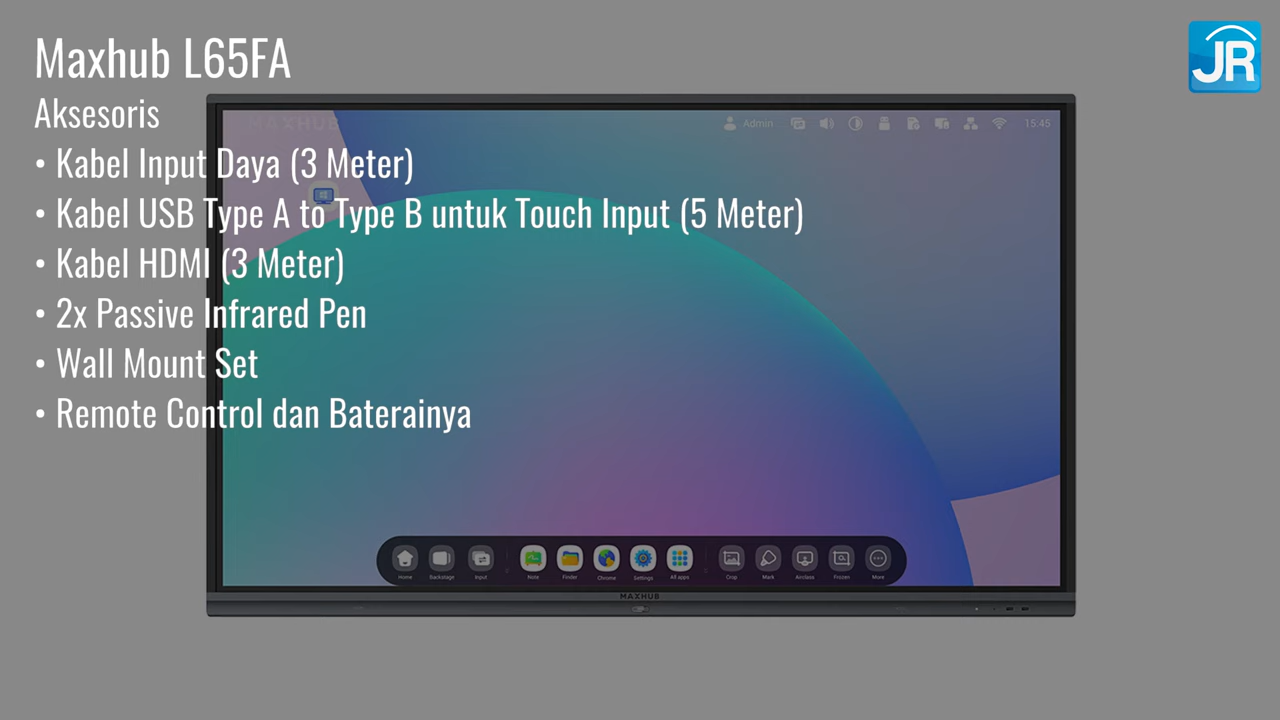 Maxhub L65FA
JR
Aksesoris
MAXHUB
Admin
15:45
• Kabel Input Daya (3 Meter)
• Kabel USB Type A to Type B untuk Touch Input (5 Meter)
• Kabel HDMI (3 Meter)
• 2x Passive Infrared Pen
• Wall Mount Set
• Remote Control dan Baterainya
Home Backstage Input Note Finder Chrome Settings All apps Crop Mark Annotate Frozen More
MAXHUB